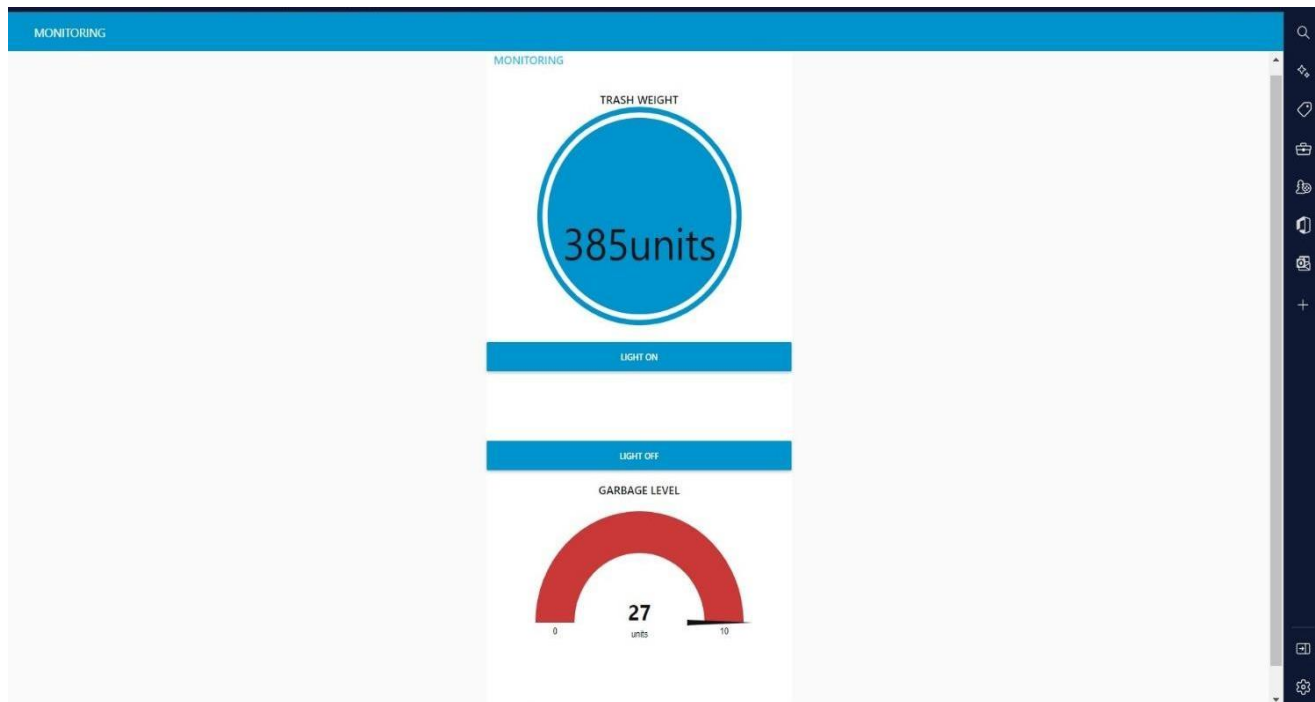 MONITORING
MONITORING
TRASH WEIGHT
385units
LIGHT ON
LIGHT OFF
GARBAGE LEVEL
27
units
0
10